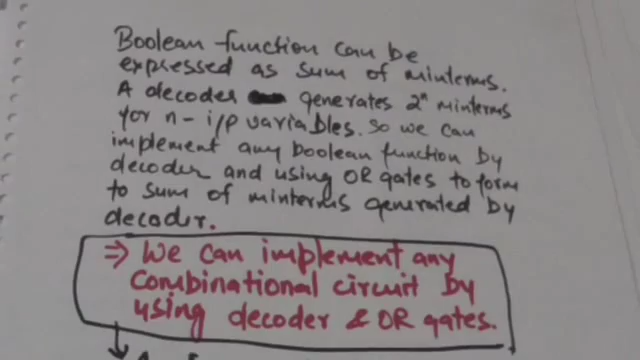 Boolean function can be
expressed as sum of minterms.
A decoder generates 2ⁿ minterms
for n - i/p variables. So we can
implement any boolean function by
decoder and using OR gates to form
to sum of minterms generated by
decoder.
⇒ We can implement any
Combinational circuit by
using decoder & OR gates.